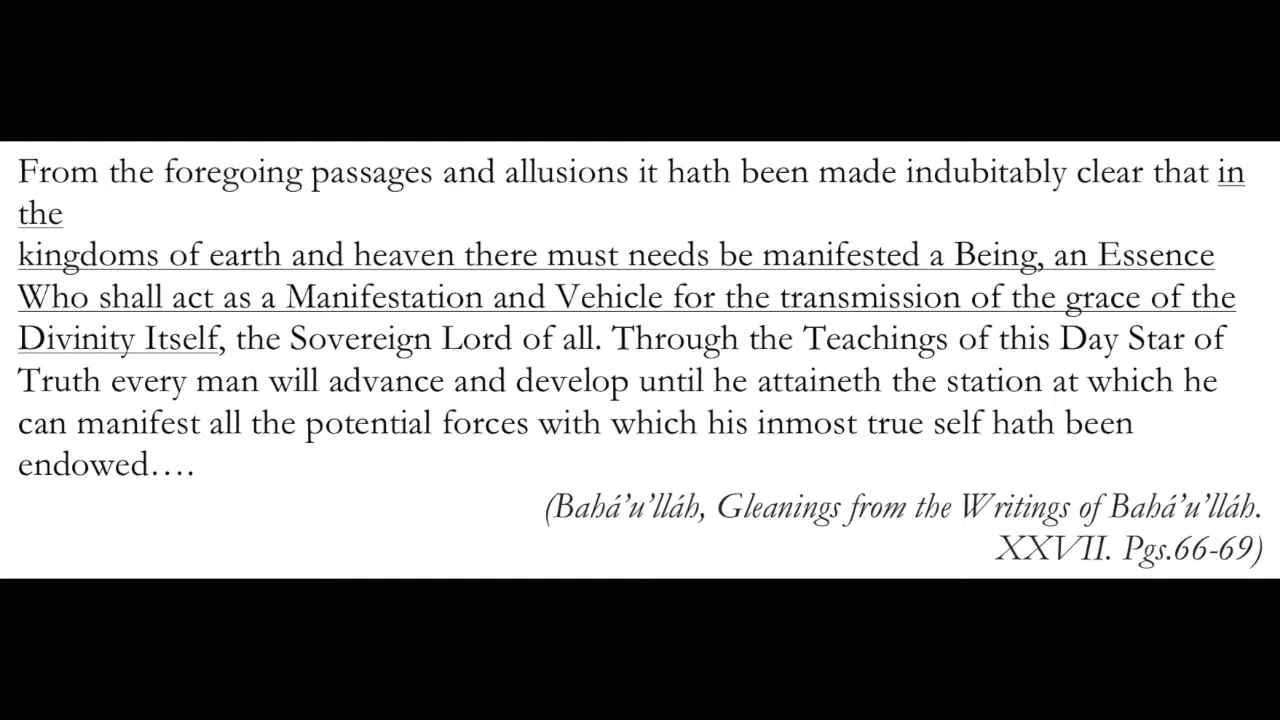 From the foregoing passages and allusions it hath been made indubitably clear that in
the
kingdoms of earth and heaven there must needs be manifested a Being, an Essence
Who shall act as a Manifestation and Vehicle for the transmission of the grace of the
Divinity Itself, the Sovereign Lord of all. Through the Teachings of this Day Star of
Truth every man will advance and develop until he attaineth the station at which he
can manifest all the potential forces with which his inmost true self hath been
endowed….
(Bahá’u’lláh, Gleanings from the Writings of Bahá’u’lláh.
XXVII. Pgs.66-69)